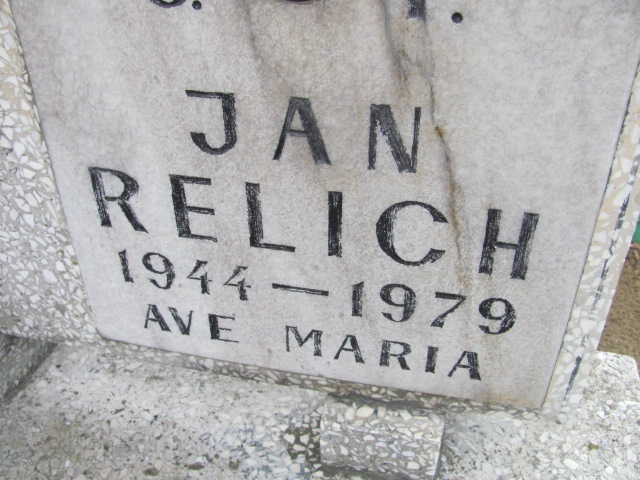 JAN
RELICH
1944 — 1979
AVE MARIA